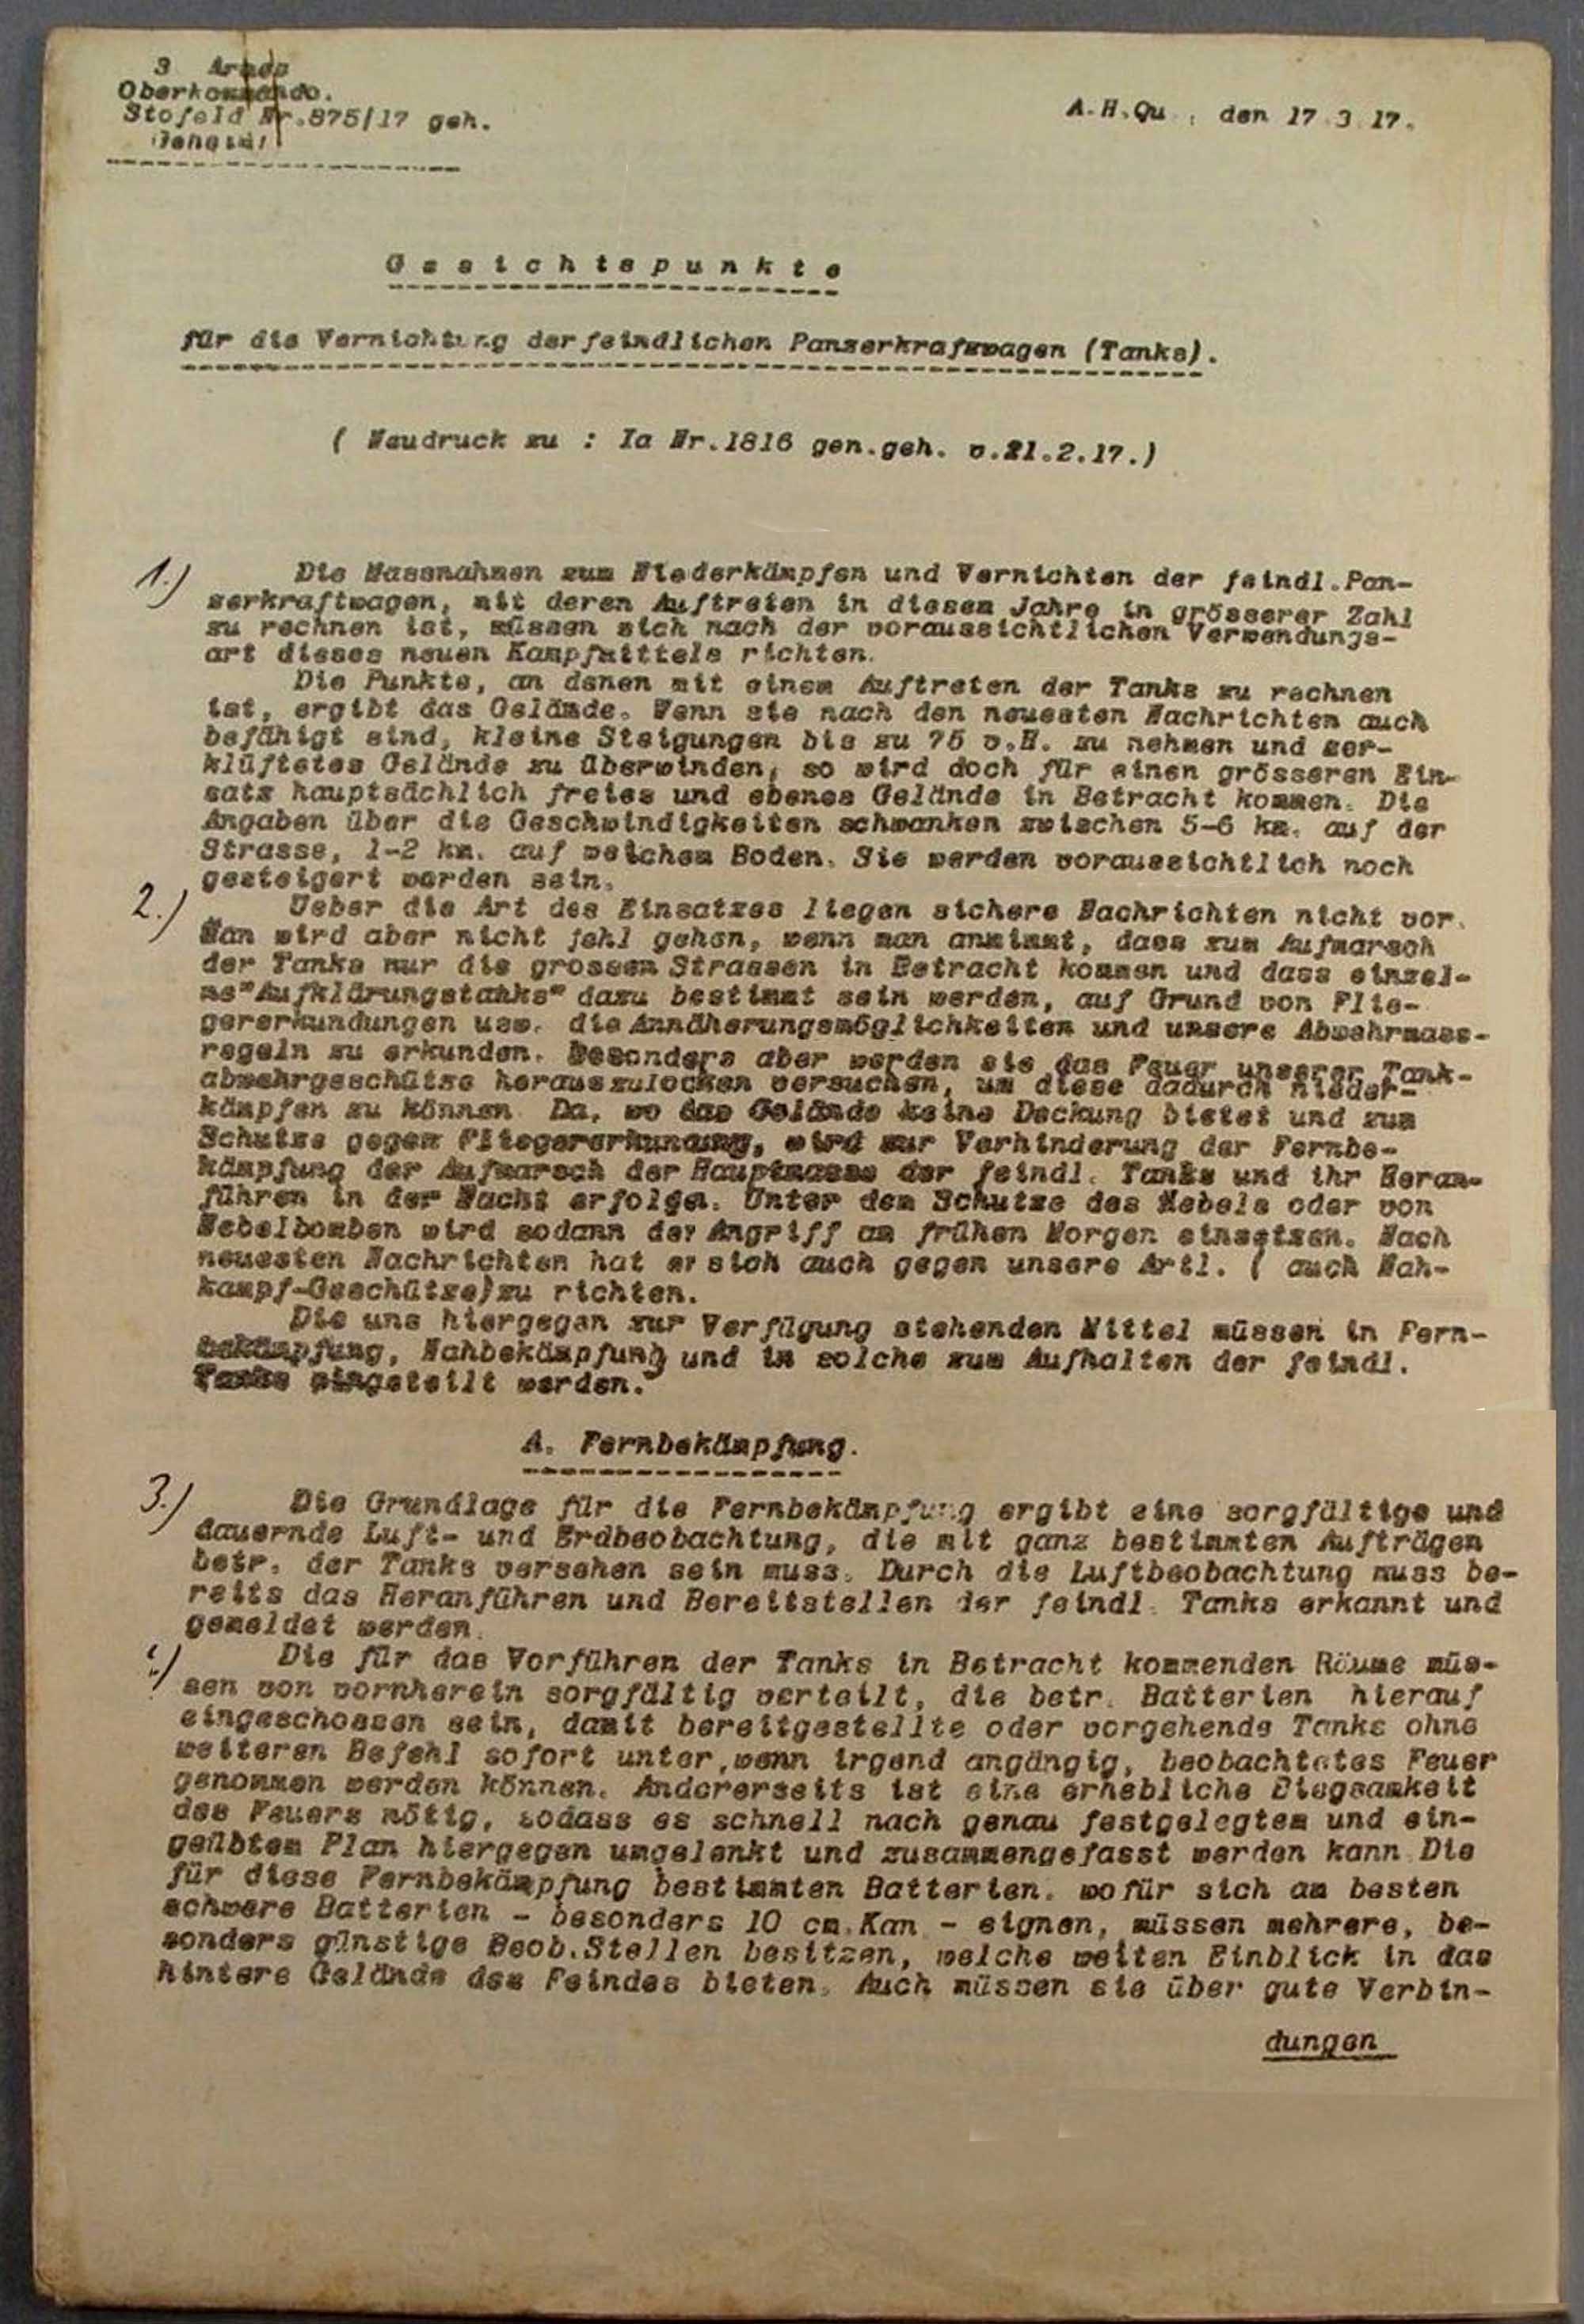 3 Armee
Oberkommando.
Stofeld Nr.875/17 geh.
Geheim!
A.H.Qu., den 17.3.17.
Gesichtspunkte
für die Vernichtung der feindlichen Panzerkrafwagen (Tanks).
( Neudruck zu : Ia Nr.1816 gen.geh. v.21.2.17.)
1.) Die Massnahmen zum Niederkämpfen und Vernichten der feindl.Pan-
zerkraftwagen, mit deren Auftreten in diesem Jahre in grösserer Zahl
zu rechnen ist, müssen sich nach der voraussichtlichen Verwendungs-
art dieses neuen Kampfmittels richten.
Die Punkte, an denen mit einem Auftreten der Tanks zu rechnen
ist, ergibt das Gelände. Wenn sie nach den neuesten Nachrichten auch
befähigt sind, kleine Steigungen bis zu 75 v.H. zu nehmen und zer-
klüftetes Gelände zu überwinden, so wird doch für einen grösseren Ein-
satz hauptsächlich freies und ebenes Gelände in Betracht kommen. Die
Angaben über die Geschwindigkeiten schwanken zwischen 5-6 km. auf der
Strasse, 1-2 km. auf weichem Boden. Sie werden voraussichtlich noch
gesteigert worden sein.
2.) Ueber die Art des Einsatzes liegen sichere Nachrichten nicht vor.
Man wird aber nicht fehl gehen, wenn man annimmt, dass zum Aufmarsch
der Tanks nur die grossen Strassen in Betracht kommen und dass einzel-
ne"Aufklärungstanks" dazu bestimmt sein werden, auf Grund von Flie-
gererkundungen usw. die Annäherungsmöglichkeiten und unsere Abwehrmass-
regeln zu erkunden. Besonders aber werden sie das Feuer unserer Tank-
abwehrgeschütze herauszulocken versuchen, um diese dadurch nieder-
kämpfen zu können. Da, wo das Gelände keine Deckung bietet und zum
Schutze gegen Fliegererkundung, wird zur Verhinderung der Fernbe-
kämpfung der Aufmarsch der Hauptmasse der feindl. Tanks und ihr Heran-
führen in der Nacht erfolgen. Unter dem Schutze des Nebels oder von
Nebelbomben wird sodann der Angriff am frühen Morgen einsetzen. Nach
neuesten Nachrichten hat er sich auch gegen unsere Artl. ( auch Nah-
kampf-Geschütze)zu richten.
Die uns hiergegen zur Verfügung stehenden Mittel müssen in Fern-
bekämpfung, Nahbekämpfung und in solche zum Aufhalten der feindl.
Tanks eingeteilt werden.
A. Fernbekämpfung.
3.) Die Grundlage für die Fernbekämpfung ergibt eine sorgfältige und
dauernde Luft- und Erdbeobachtung, die mit ganz bestimmten Aufträgen
betr. der Tanks versehen sein muss. Durch die Luftbeobachtung muss be-
reits das Heranführen und Bereitstellen der feindl. Tanks erkannt und
gemeldet werden.
Die für das Vorführen der Tanks in Betracht kommenden Räume müs-
sen von vornherein sorgfältig verteilt, die betr. Batterien hierauf
eingeschossen sein, damit bereitgestellte oder vorgehende Tanks ohne
weiteren Befehl sofort unter,wenn irgend angängig, beobachtetes Feuer
genommen werden können. Andererseits ist eine erhebliche Biegsamkeit
des Feuers nötig, sodass es schnell nach genau festgelegtem und ein-
geübtem Plan hiergegen umgelenkt und zusammengefasst werden kann. Die
für diese Fernbekämpfung bestimmten Batterien, wofür sich am besten
schwere Batterien - besonders 10 cm.Kan. - eignen, müssen mehrere, be-
sonders günstige Beob.Stellen besitzen, welche weiten Einblick in das
hintere Gelände des Feindes bieten. Auch müssen sie über gute Verbin-
dungen